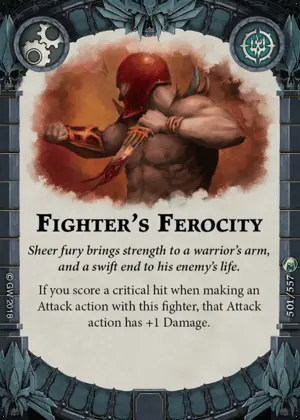 FIGHTER'S FEROCITY
Sheer fury brings strength to a warrior's arm,
and a swift end to his enemy's life.
If you score a critical hit when making an
Attack action with this fighter, that Attack
action has +1 Damage.
© GW 2018
501/557